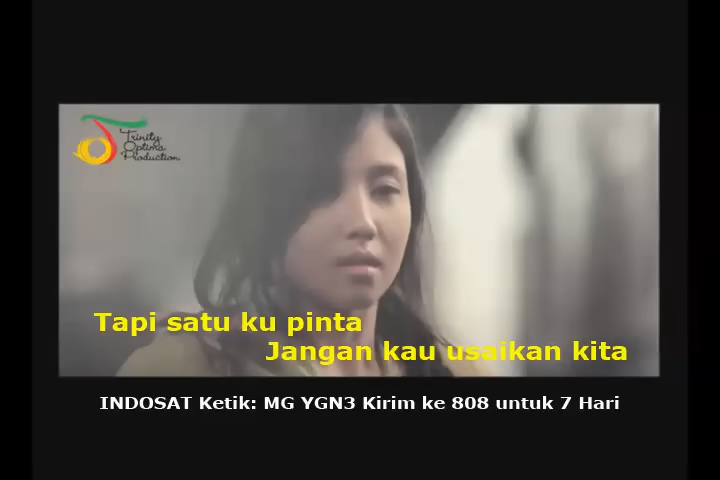 Trinity
Optima
Production
Tapi satu ku pinta
Jangan kau usaikan kita
INDOSAT Ketik: MG YGN3 Kirim ke 808 untuk 7 Hari